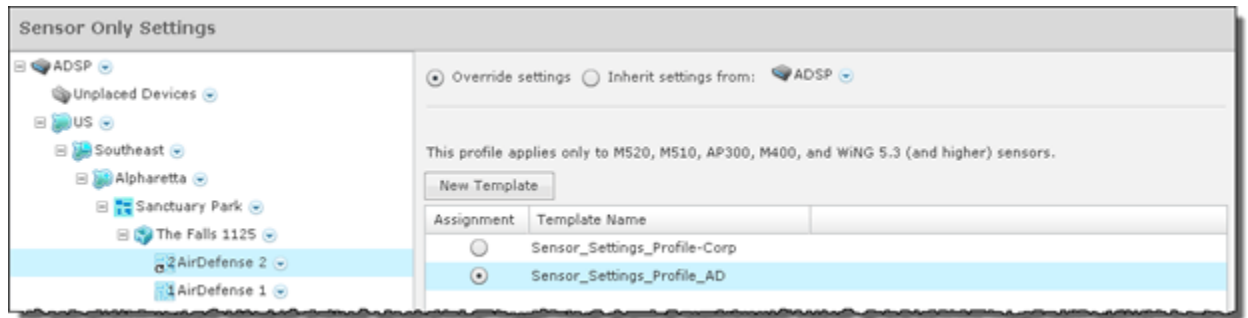 Sensor Only Settings
ADSP
Unplaced Devices
US
Southeast
Alpharetta
Sanctuary Park
The Falls 1125
2 AirDefense 2
1 AirDefense 1
Override settings Inherit settings from: ADSP
This profile applies only to M520, M510, AP300, M400, and WiNG 5.3 (and higher) sensors.
New Template
Assignment Template Name
Sensor_Settings_Profile-Corp
Sensor_Settings_Profile_AD